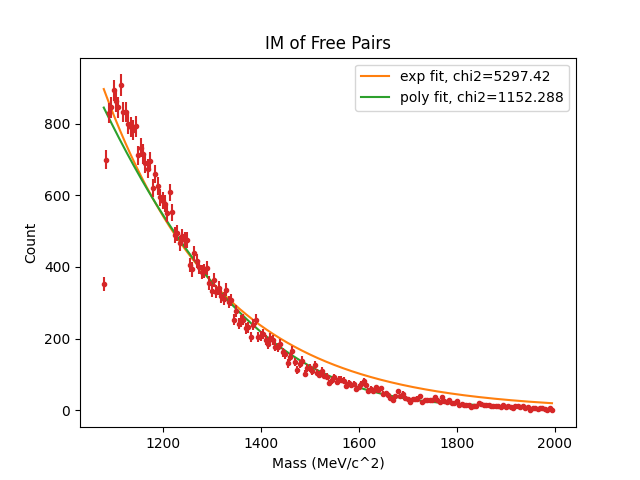 IM of Free Pairs
exp fit, chi2=5297.42
poly fit, chi2=1152.288
Count
800
600
400
200
0
1200 1400 1600 1800 2000
Mass (MeV/c^2)